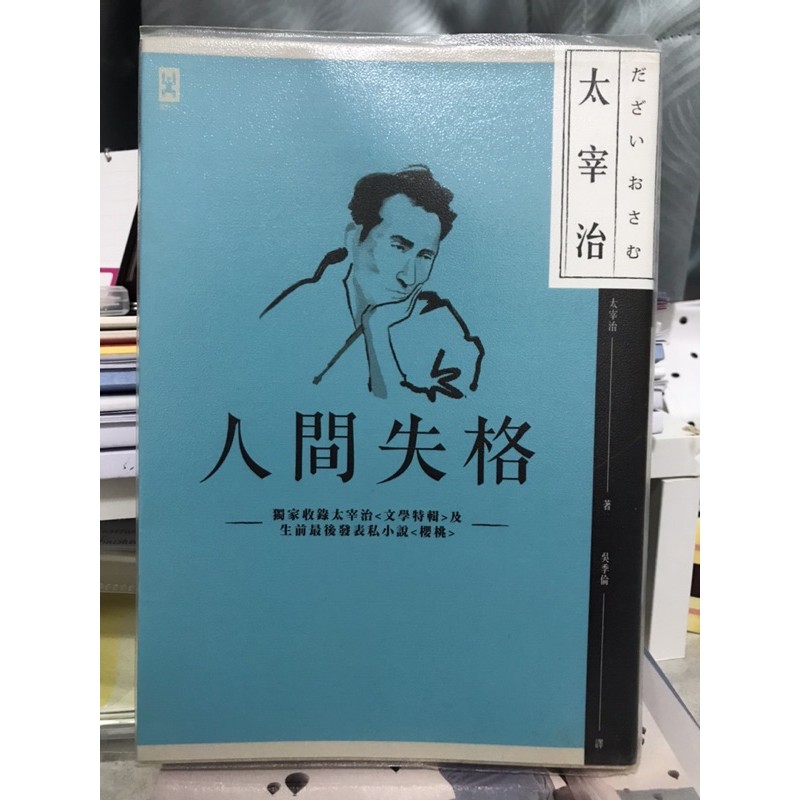 だざいおさむ
太宰治
人間失格
獨家收錄太宰治<文學特輯>及
生前最後發表私小說<櫻桃>
太宰治
著
吳季倫
譯